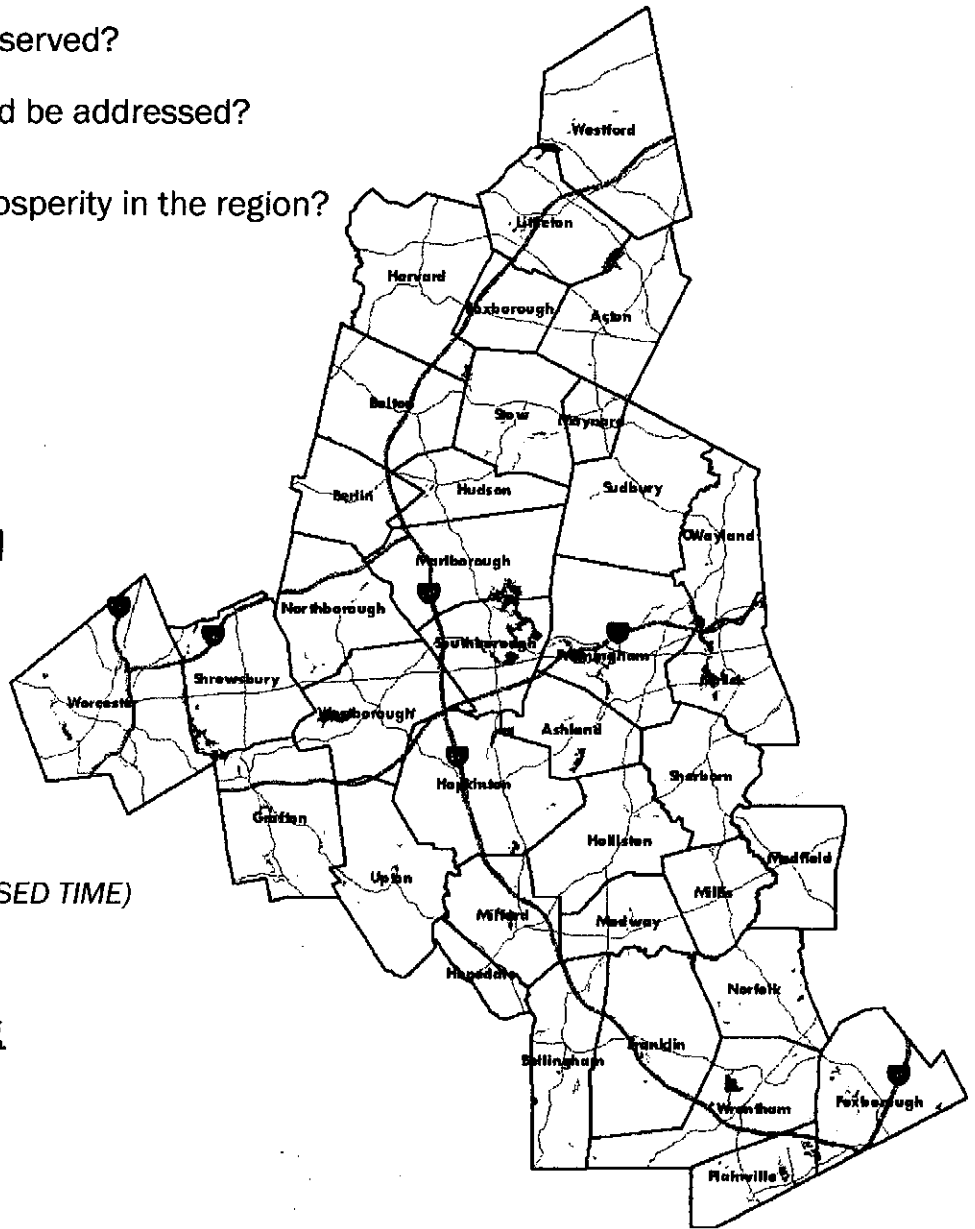 served?
d be addressed?
osperity in the region?
Westford
Littleton
Harvard
Boxborough
Acton
Bolton
Stow
Maynard
Berlin
Hudson
Sudbury
Wayland
Marlborough
Northborough
Southborough
Framingham
Shrewsbury
Natick
Worcester
Westborough
Ashland
Sherborn
Hopkinton
Grafton
Holliston
Medfield
Upton
Millis
Milford
Medway
SED TIME)
Hopedale
Norfolk
Franklin
Bellingham
Wrentham
Foxborough
Plainville